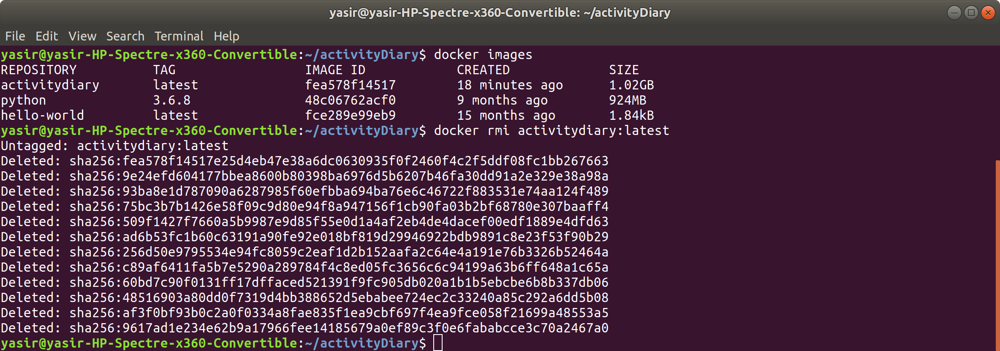 yasir@yasir-HP-Spectre-x360-Convertible: ~/activityDiary
File Edit View Search Terminal Help
yasir@yasir-HP-Spectre-x360-Convertible:~/activityDiary$ docker images
REPOSITORY TAG IMAGE ID CREATED SIZE
activitydiary latest fea578f14517 18 minutes ago 1.02GB
python 3.6.8 48c06762acf0 9 months ago 924MB
hello-world latest fce289e99eb9 15 months ago 1.84kB
yasir@yasir-HP-Spectre-x360-Convertible:~/activityDiary$ docker rmi activitydiary:latest
Untagged: activitydiary:latest
Deleted: sha256:fea578f14517e25d4eb47e38a6dc0630935f0f2460f4c2f5ddf08fc1bb267663
Deleted: sha256:9e24efd604177bbea8600b80398ba6976d5b6207b46fa30dd91a2e329e38a98a
Deleted: sha256:93ba8e1d787090a6287985f60efbba694ba76e6c46722f883531e74aa124f489
Deleted: sha256:75bc3b7b1426e58f09c9d80e94f8a947156f1cb90fa03b2bf68780e307baaff4
Deleted: sha256:509f1427f7660a5b9987e9d85f55e0d1a4af2eb4de4dacef00edf1889e4dfd63
Deleted: sha256:ad6b53fc1b60c63191a90fe92e018bf819d29946922bdb9891c8e23f53f90b29
Deleted: sha256:256d50e9795534e94fc8059c2eaf1d2b152aafa2c64e4a191e76b3326b52464a
Deleted: sha256:c89af6411fa5b7e5290a289784f4c8ed05fc3656c6c94199a63b6ff648a1c65a
Deleted: sha256:60bd7c90f0131ff17dffaced521391f9fc905db020a1b1b5ebcbe6b8b337db06
Deleted: sha256:48516903a80dd0f7319d4bb388652d5ebabee724ec2c33240a85c292a6dd5b08
Deleted: sha256:af3f0bf93b0c2a0f0334a8fae835f1ea9cbf697f4ea9fce058f21699a48553a5
Deleted: sha256:9617ad1e234e62b9a17966fee14185679a0ef89c3f0e6fababcce3c70a2467a0
yasir@yasir-HP-Spectre-x360-Convertible:~/activityDiary$